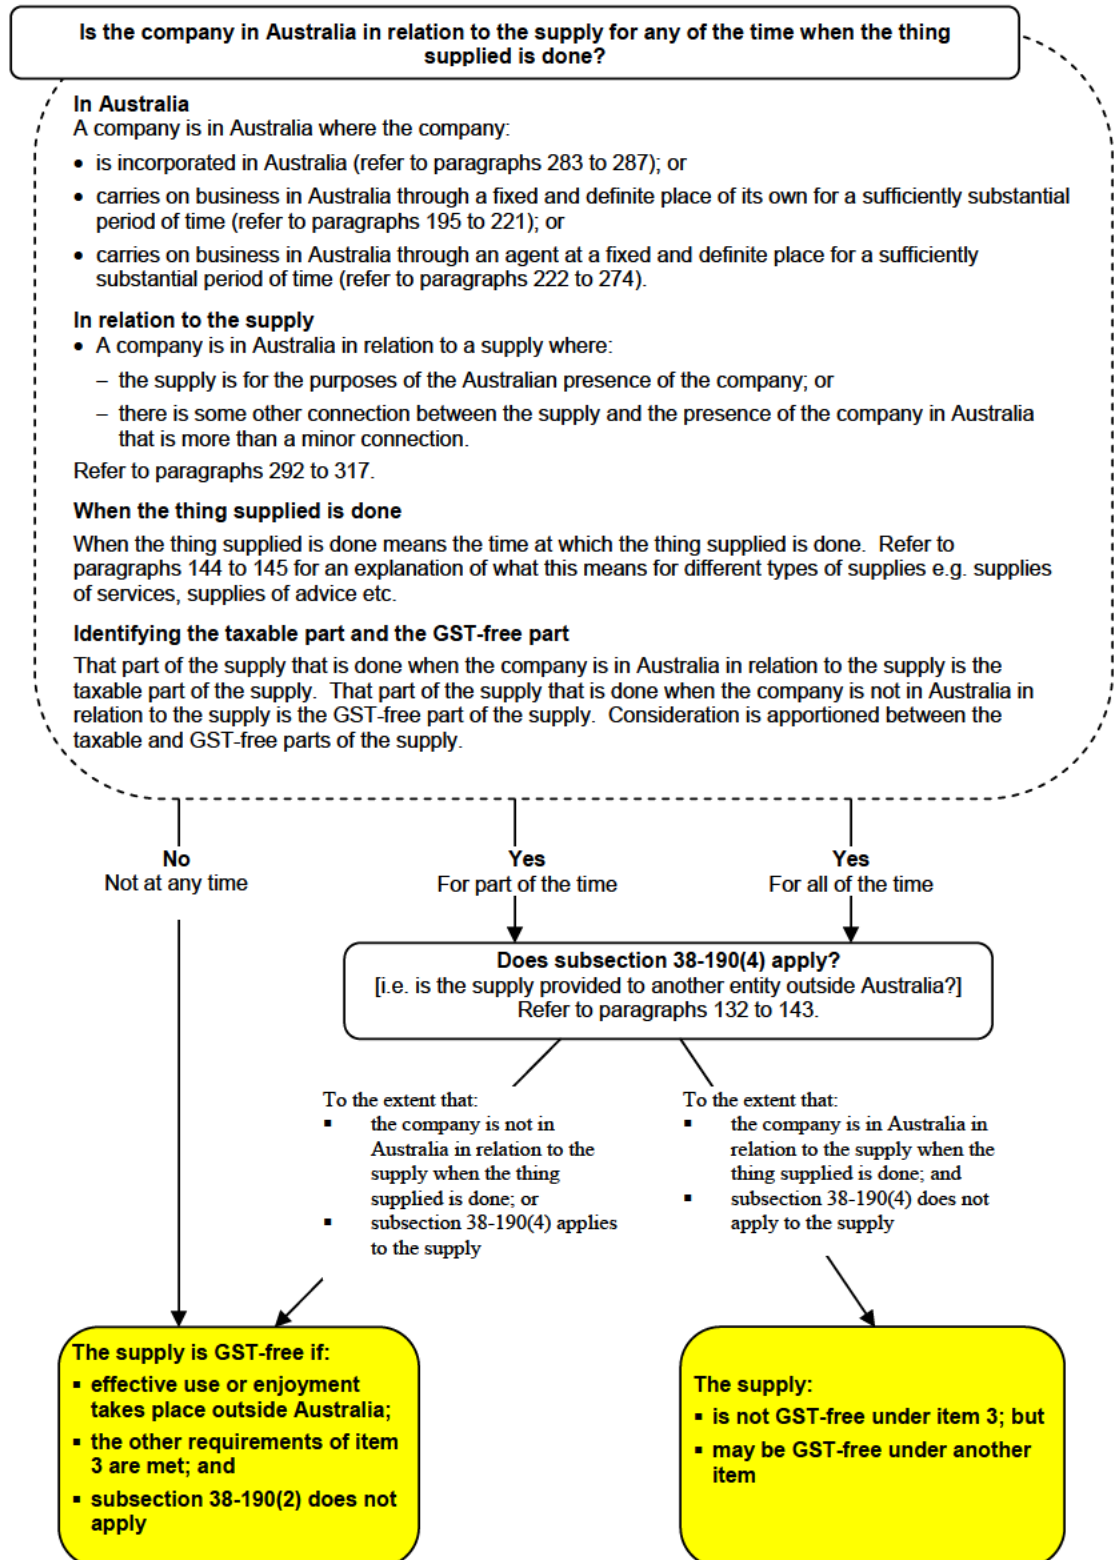 Is the company in Australia in relation to the supply for any of the time when the thing
supplied is done?
In Australia
A company is in Australia where the company:
• is incorporated in Australia (refer to paragraphs 283 to 287); or
• carries on business in Australia through a fixed and definite place of its own for a sufficiently substantial
period of time (refer to paragraphs 195 to 221); or
• carries on business in Australia through an agent at a fixed and definite place for a sufficiently
substantial period of time (refer to paragraphs 222 to 274).
In relation to the supply
• A company is in Australia in relation to a supply where:
– the supply is for the purposes of the Australian presence of the company; or
– there is some other connection between the supply and the presence of the company in Australia
that is more than a minor connection.
Refer to paragraphs 292 to 317.
When the thing supplied is done
When the thing supplied is done means the time at which the thing supplied is done. Refer to
paragraphs 144 to 145 for an explanation of what this means for different types of supplies e.g. supplies
of services, supplies of advice etc.
Identifying the taxable part and the GST-free part
That part of the supply that is done when the company is in Australia in relation to the supply is the
taxable part of the supply. That part of the supply that is done when the company is not in Australia in
relation to the supply is the GST-free part of the supply. Consideration is apportioned between the
taxable and GST-free parts of the supply.
No
Not at any time
Yes
For part of the time
Yes
For all of the time
Does subsection 38-190(4) apply?
[i.e. is the supply provided to another entity outside Australia?]
Refer to paragraphs 132 to 143.
To the extent that:
▪ the company is not in
Australia in relation to the
supply when the thing
supplied is done; or
▪ subsection 38-190(4) applies
to the supply
To the extent that:
▪ the company is in Australia in
relation to the supply when the
thing supplied is done; and
▪ subsection 38-190(4) does not
apply to the supply
The supply is GST-free if:
▪ effective use or enjoyment
takes place outside Australia;
▪ the other requirements of item
3 are met; and
▪ subsection 38-190(2) does not
apply
The supply:
▪ is not GST-free under item 3; but
▪ may be GST-free under another
item